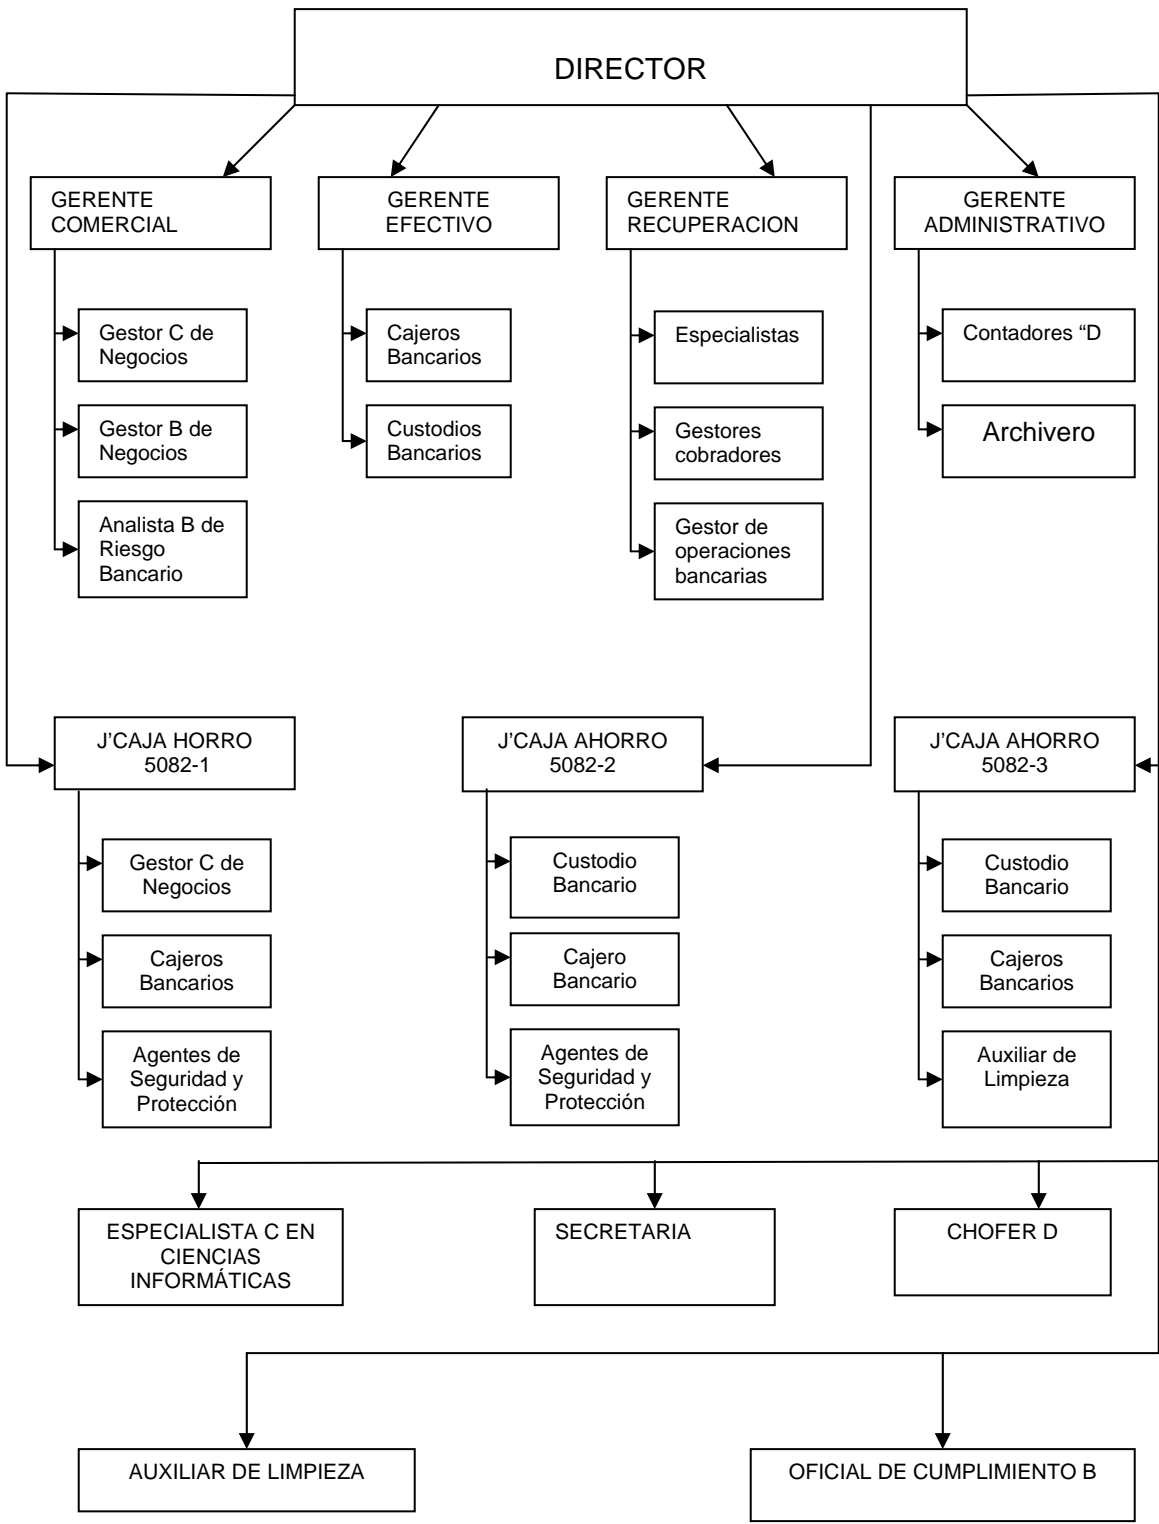 DIRECTOR
GERENTE
COMERCIAL
GERENTE
EFECTIVO
GERENTE
RECUPERACION
GERENTE
ADMINISTRATIVO
Gestor C de
Negocios
Gestor B de
Negocios
Analista B de
Riesgo
Bancario
Cajeros
Bancarios
Custodios
Bancarios
Especialistas
Gestores
cobradores
Gestor de
operaciones
bancarias
Contadores “D
Archivero
J’CAJA HORRO
5082-1
J’CAJA AHORRO
5082-2
J’CAJA AHORRO
5082-3
Gestor C de
Negocios
Cajeros
Bancarios
Agentes de
Seguridad y
Protección
Custodio
Bancario
Cajero
Bancario
Agentes de
Seguridad y
Protección
Custodio
Bancario
Cajeros
Bancarios
Auxiliar de
Limpieza
ESPECIALISTA C EN
CIENCIAS
INFORMÁTICAS
SECRETARIA
CHOFER D
AUXILIAR DE LIMPIEZA
OFICIAL DE CUMPLIMIENTO B